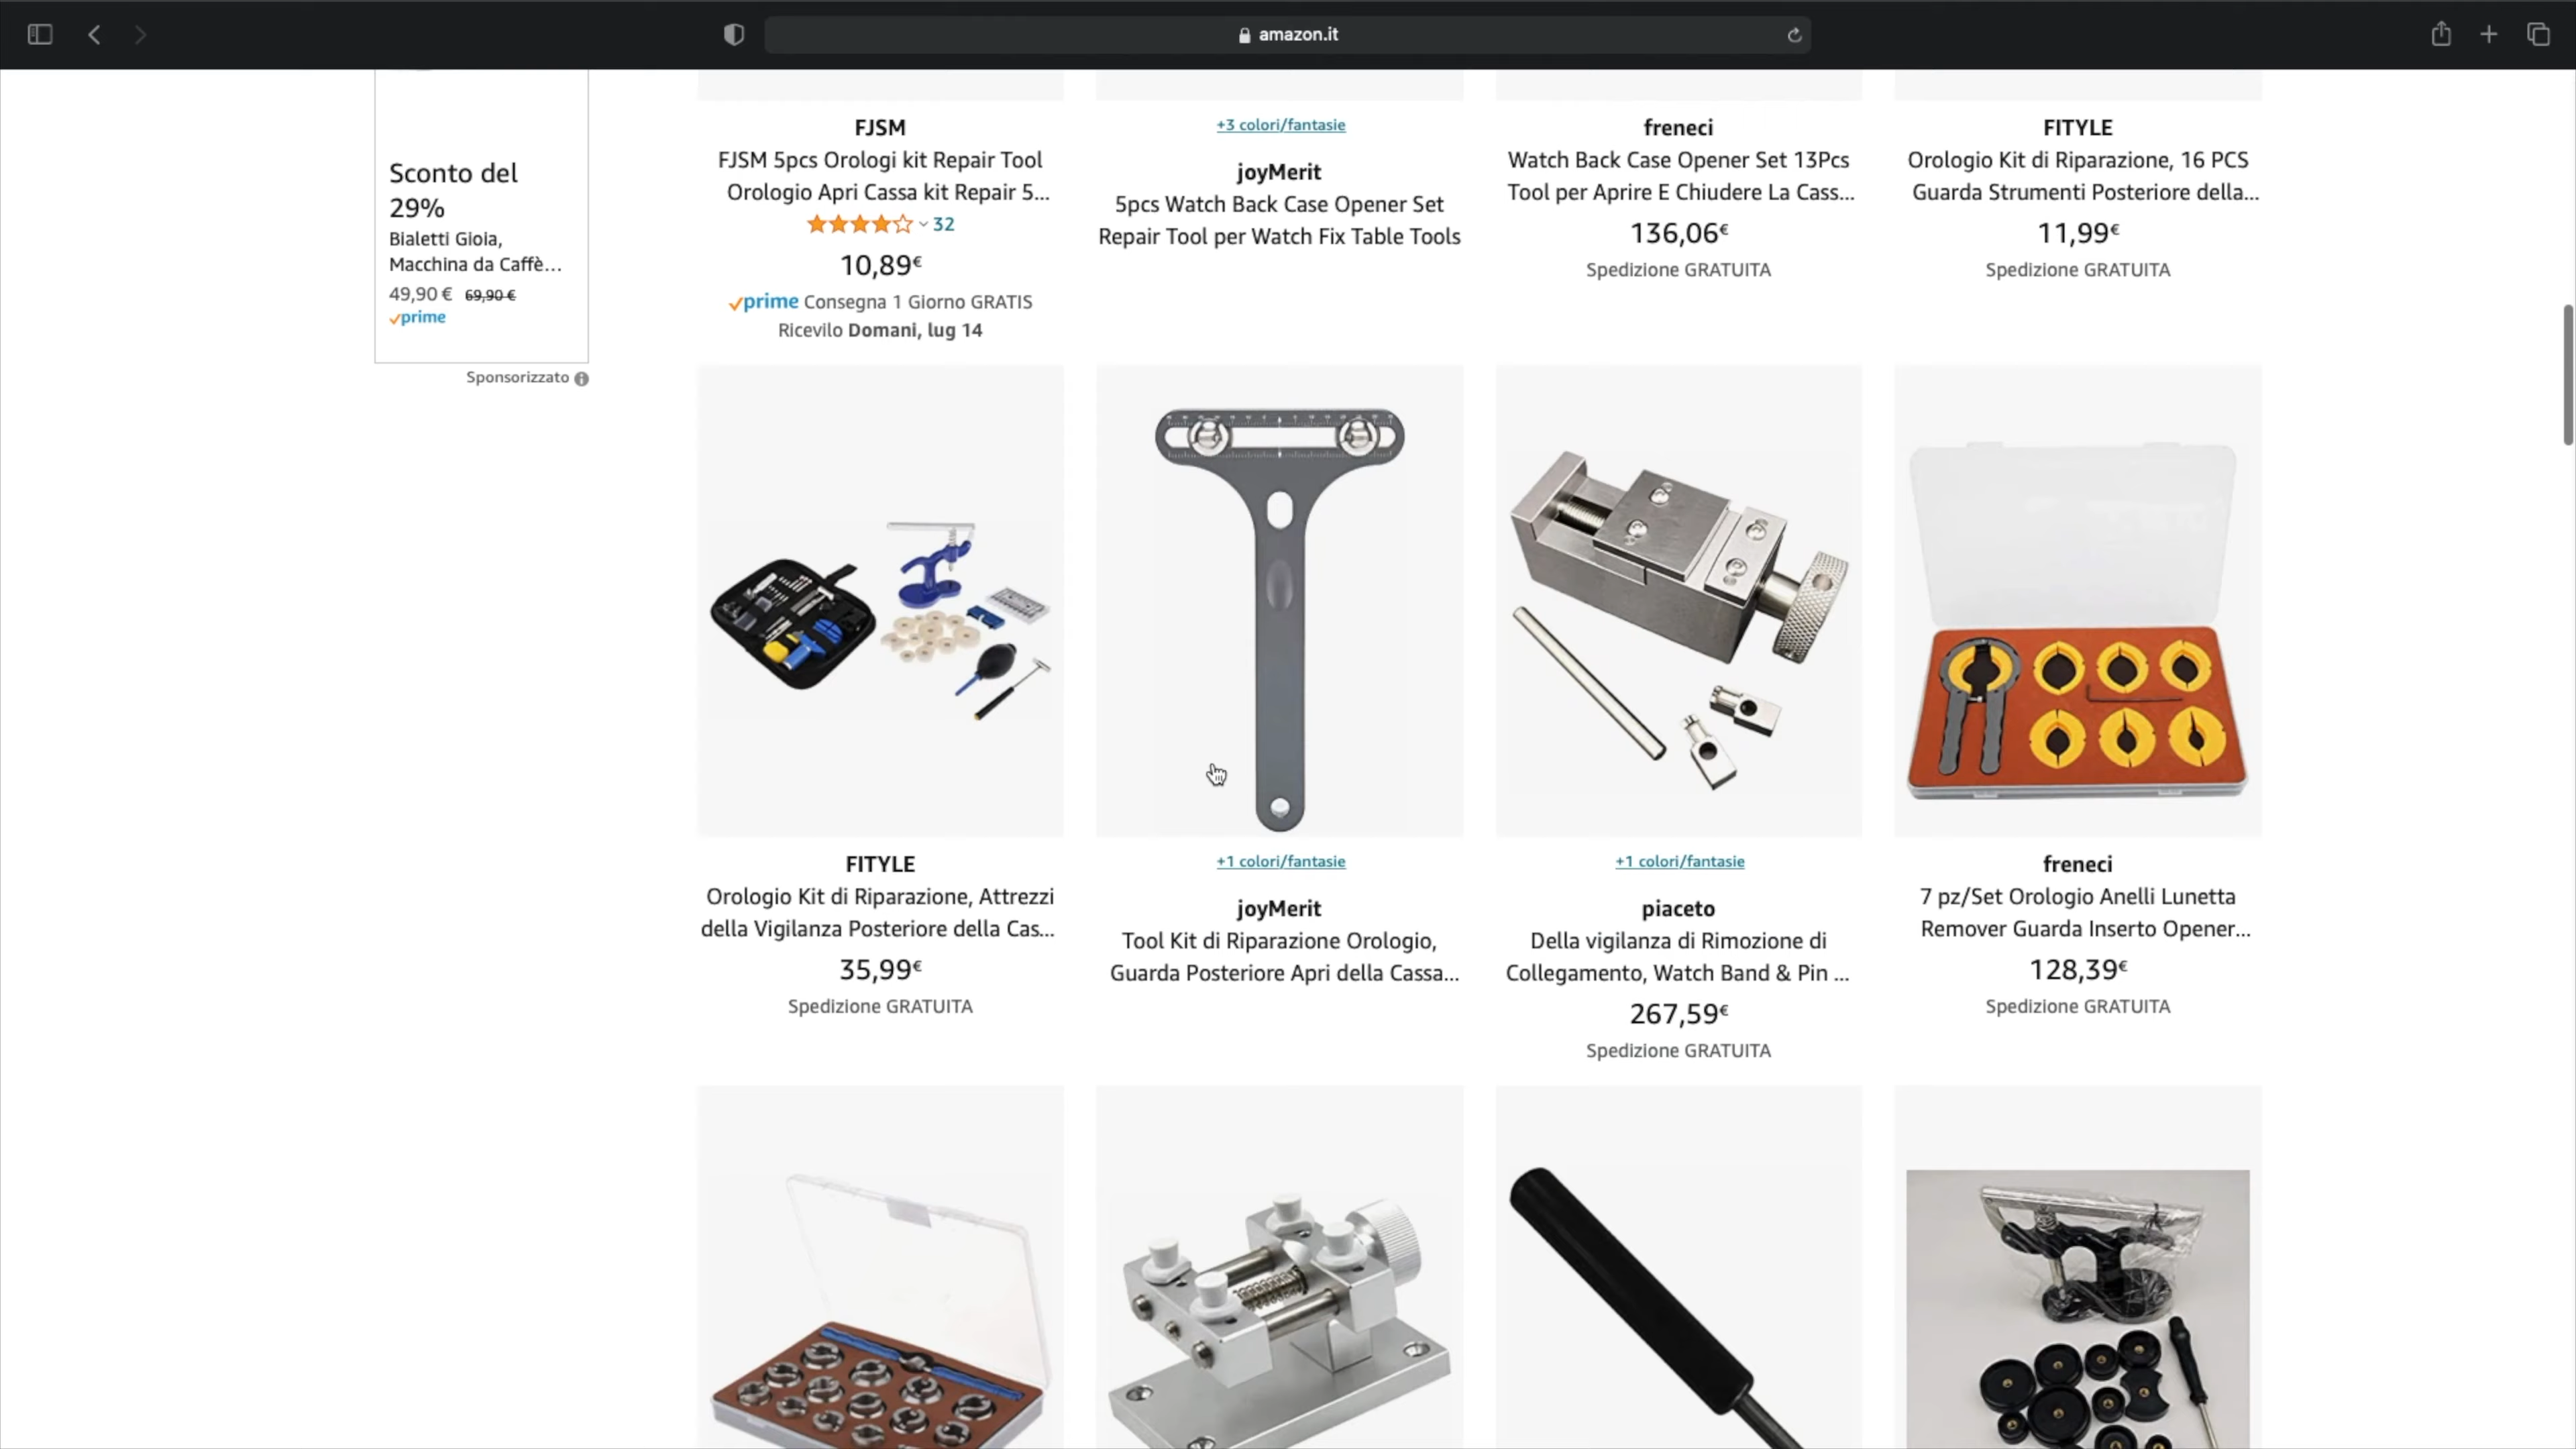 amazon.it
Sconto del
29%
Bialetti Gioia,
Macchina da Caffè...
49,90 € 69,90 €
prime
Sponsorizzato
FJSM
FJSM 5pcs Orologi kit Repair Tool
Orologio Apri Cassa kit Repair 5...
32
10,89€
prime Consegna 1 Giorno GRATIS
Ricevilo Domani, lug 14
+3 colori/fantasie
joyMerit
5pcs Watch Back Case Opener Set
Repair Tool per Watch Fix Table Tools
freneci
Watch Back Case Opener Set 13Pcs
Tool per Aprire E Chiudere La Cass...
136,06€
Spedizione GRATUITA
FITYLE
Orologio Kit di Riparazione, 16 PCS
Guarda Strumenti Posteriore della...
11,99€
Spedizione GRATUITA
FITYLE
Orologio Kit di Riparazione, Attrezzi
della Vigilanza Posteriore della Cas...
35,99€
Spedizione GRATUITA
+1 colori/fantasie
joyMerit
Tool Kit di Riparazione Orologio,
Guarda Posteriore Apri della Cassa...
+1 colori/fantasie
piaceto
Della vigilanza di Rimozione di
Collegamento, Watch Band & Pin ...
267,59€
Spedizione GRATUITA
freneci
7 pz/Set Orologio Anelli Lunetta
Remover Guarda Inserto Opener...
128,39€
Spedizione GRATUITA